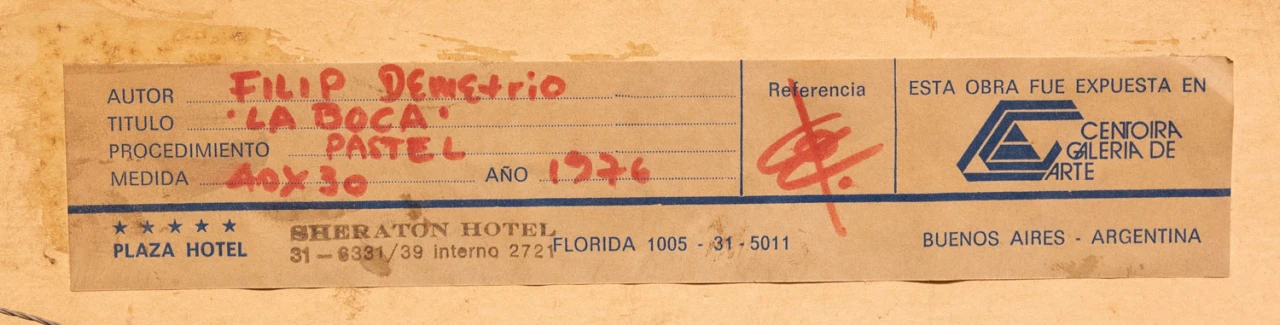 AUTOR FILIP DEMEtriO
TITULO "LA BOCA"
PROCEDIMIENTO PASTEL
MEDIDA 40X30 AÑO 1976
Referencia
ESTA OBRA FUE EXPUESTA EN
CENTOIRA
GALERIA DE
ARTE
★ ★ ★ ★ ★
PLAZA HOTEL
SHERATON HOTEL
31 - 6331/39 interno 2721
FLORIDA 1005 - 31 - 5011
BUENOS AIRES - ARGENTINA